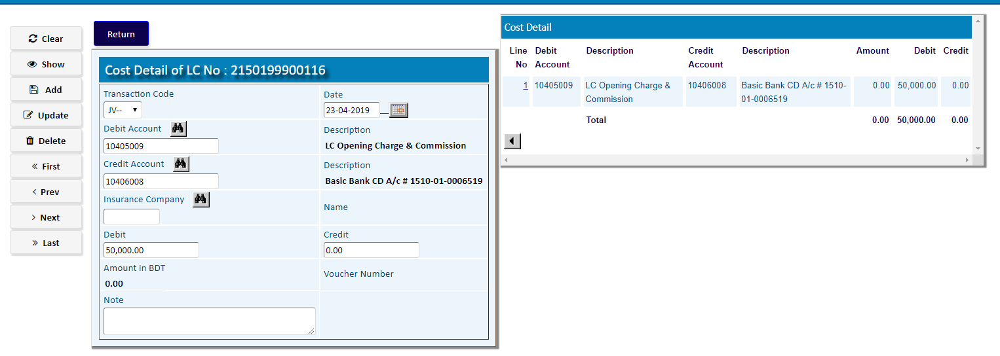 Clear
Show
Add
Update
Delete
« First
< Prev
> Next
» Last
Return
Cost Detail of LC No : 2150199900116
Transaction Code
JV--
Date
23-04-2019
Debit Account
10405009
Description
LC Opening Charge & Commission
Credit Account
10406008
Description
Basic Bank CD A/c # 1510-01-0006519
Insurance Company
Name
Debit
50,000.00
Credit
0.00
Amount in BDT
0.00
Voucher Number
Note
Cost Detail
Line Debit Description Credit Description Amount Debit Credit
No Account Account
1 10405009 LC Opening Charge & 10406008 Basic Bank CD A/c # 1510- 0.00 50,000.00 0.00
Commission 01-0006519
Total 0.00 50,000.00 0.00